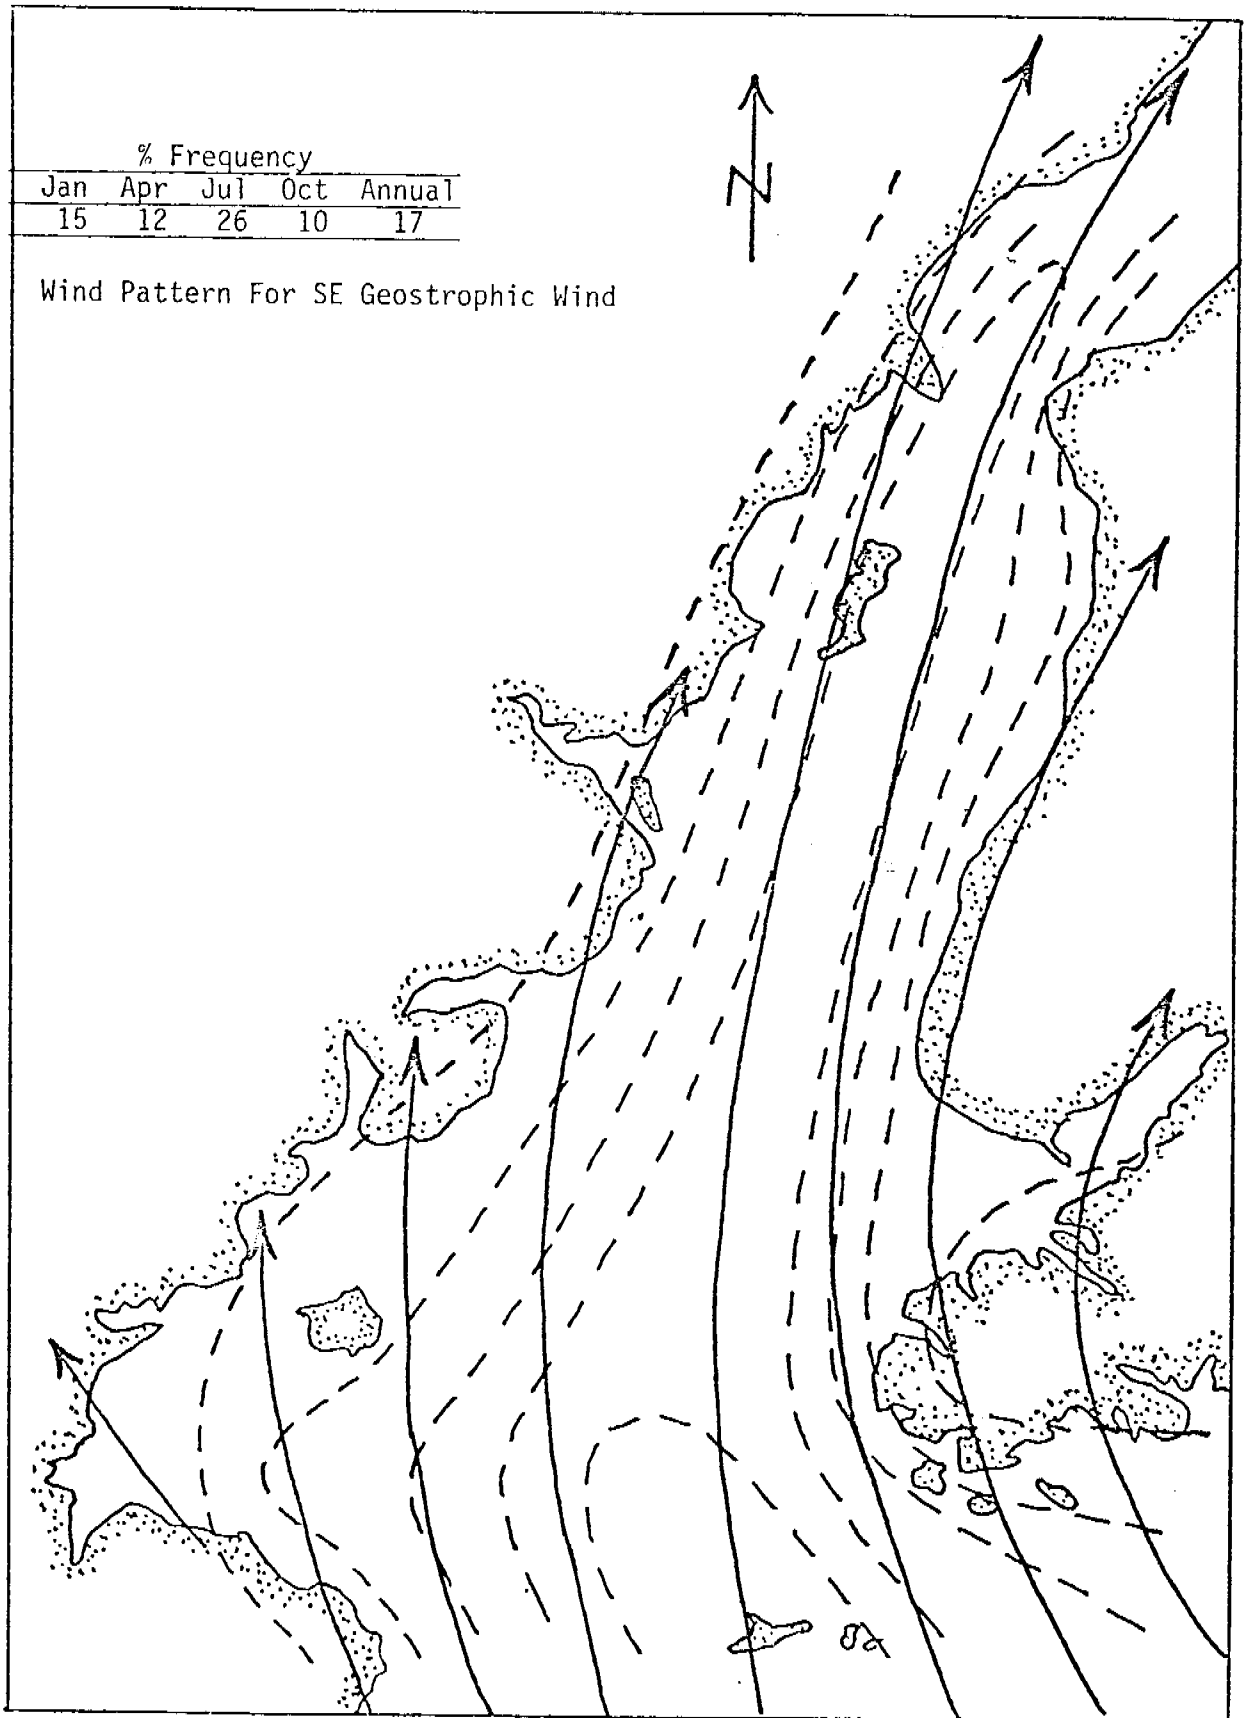 % Frequency
Jan Apr Jul Oct Annual
15 12 26 10 17
N
Wind Pattern For SE Geostrophic Wind